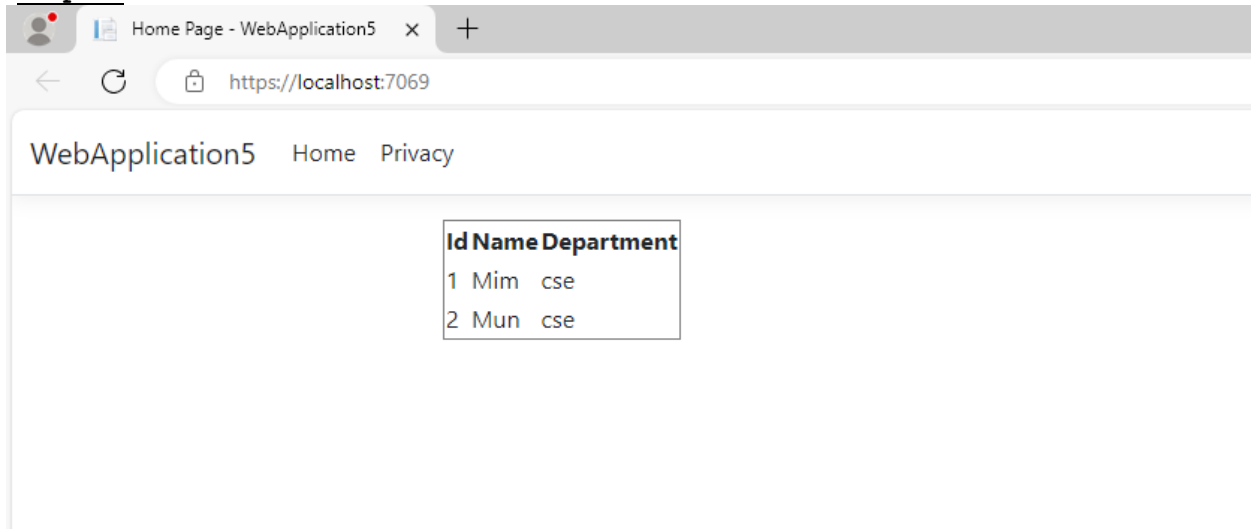 Home Page - WebApplication5
https://localhost:7069
WebApplication5 Home Privacy
Id Name Department
1 Mim cse
2 Mun cse